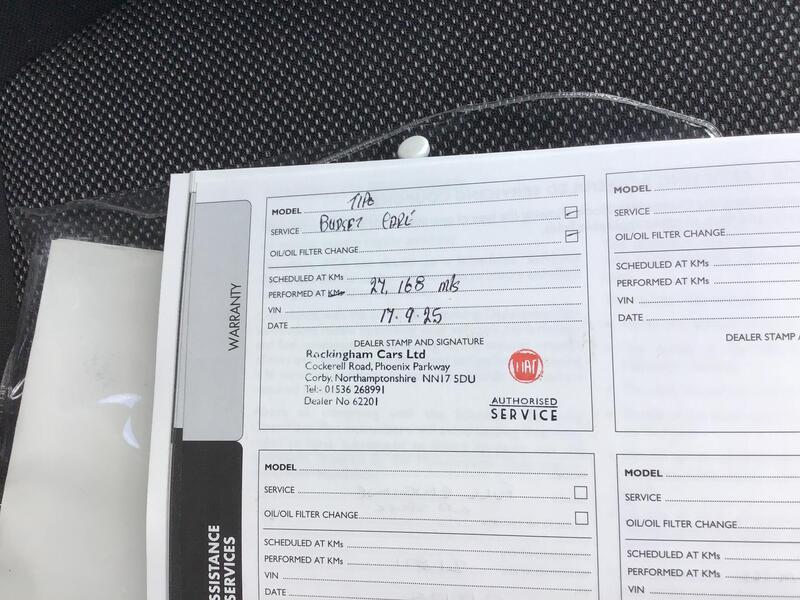 WARRANTY
MODEL TIPO
SERVICE BUDGET CARE
OIL/OIL FILTER CHANGE
SCHEDULED AT KMs
PERFORMED AT KMs 27,168 mls
VIN
DATE 17.9.25
DEALER STAMP AND SIGNATURE
Rockingham Cars Ltd
Cockerell Road, Phoenix Parkway
Corby, Northamptonshire NN17 5DU
Tel:- 01536 268991
Dealer No 62201
FIAT
AUTHORISED
SERVICE
MODEL
SERVICE
OIL/OIL FILTER CHANGE
SCHEDULED AT KMs
PERFORMED AT KMs
VIN
DATE
DEALER STAMP A
SSISTANCE
SERVICES
MODEL
SERVICE
OIL/OIL FILTER CHANGE
SCHEDULED AT KMs
PERFORMED AT KMs
VIN
DATE
MODEL
SERVICE
OIL/OIL FILTER CHANGE
SCHEDULED AT KMs
PERFORMED AT KMs
VIN